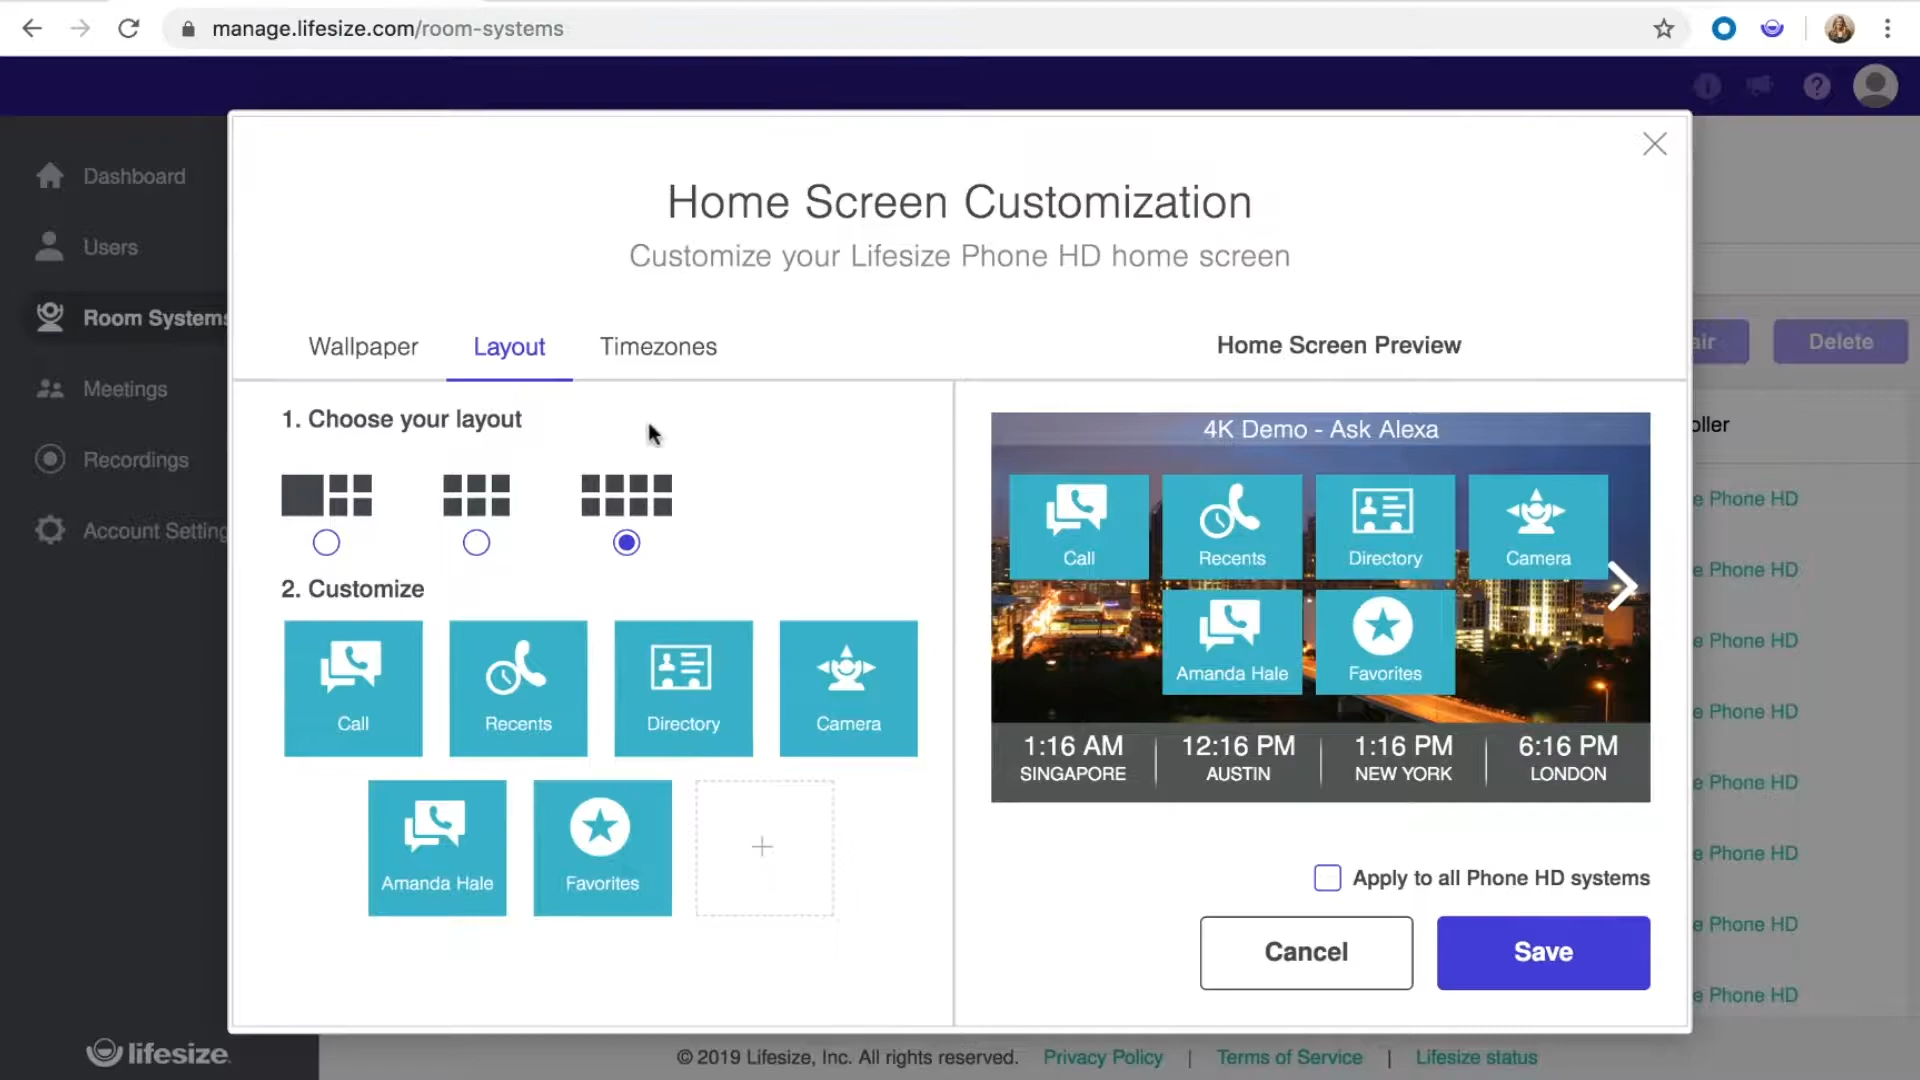 manage.lifesize.com/room-systems
Dashboard
Users
Room Systems
Meetings
Recordings
Account Setting
lifesize
Home Screen Customization
Customize your Lifesize Phone HD home screen
Wallpaper
Layout
Timezones
Home Screen Preview
1. Choose your layout
2. Customize
Call
Recents
Directory
Camera
Amanda Hale
Favorites
+
4K Demo - Ask Alexa
Call
Recents
Directory
Camera
Amanda Hale
Favorites
1:16 AM
SINGAPORE
12:16 PM
AUSTIN
1:16 PM
NEW YORK
6:16 PM
LONDON
Apply to all Phone HD systems
Cancel
Save
air
Delete
oller
e Phone HD
e Phone HD
e Phone HD
e Phone HD
e Phone HD
e Phone HD
e Phone HD
e Phone HD
© 2019 Lifesize, Inc. All rights reserved. Privacy Policy | Terms of Service | Lifesize status